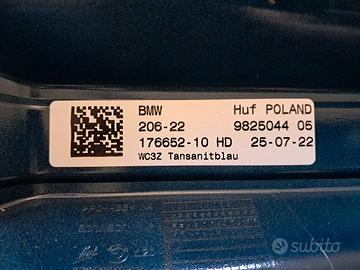 BMW Huf POLAND
206-22 9825044 05
176652-10 HD 25-07-22
WC3Z Tansanitblau
subito